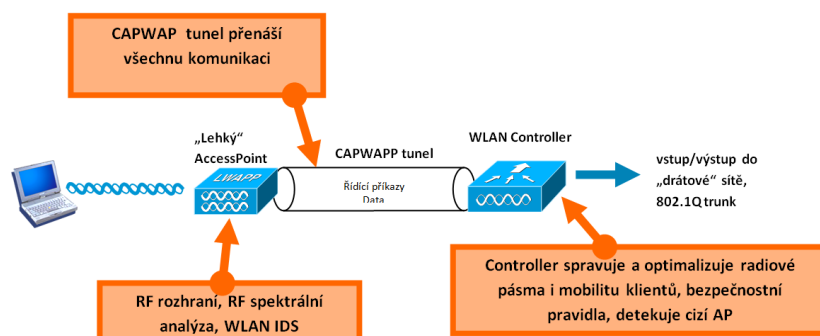 CAPWAP tunel přenáší
všechnu komunikaci
„Lehký“
AccessPoint
CAPWAPP tunel
WLAN Controller
LWAPP
Řídící příkazy
Data
vstup/výstup do
„drátové“ sítě,
802.1Q trunk
RF rozhraní, RF spektrální
analýza, WLAN IDS
Controller spravuje a optimalizuje radiové
pásma i mobilitu klientů, bezpečnostní
pravidla, detekuje cizí AP